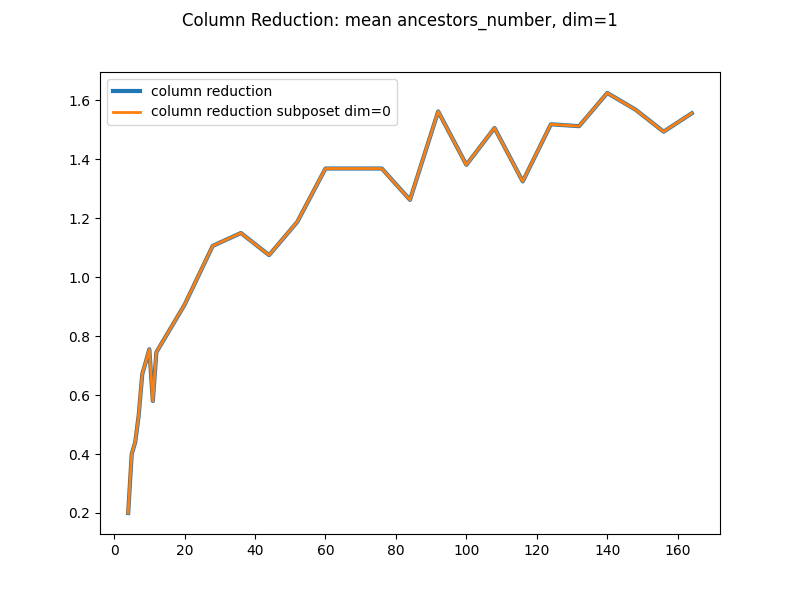 Column Reduction: mean ancestors_number, dim=1
column reduction
column reduction subposet dim=0
1.6
1.4
1.2
1.0
0.8
0.6
0.4
0.2
0 20 40 60 80 100 120 140 160